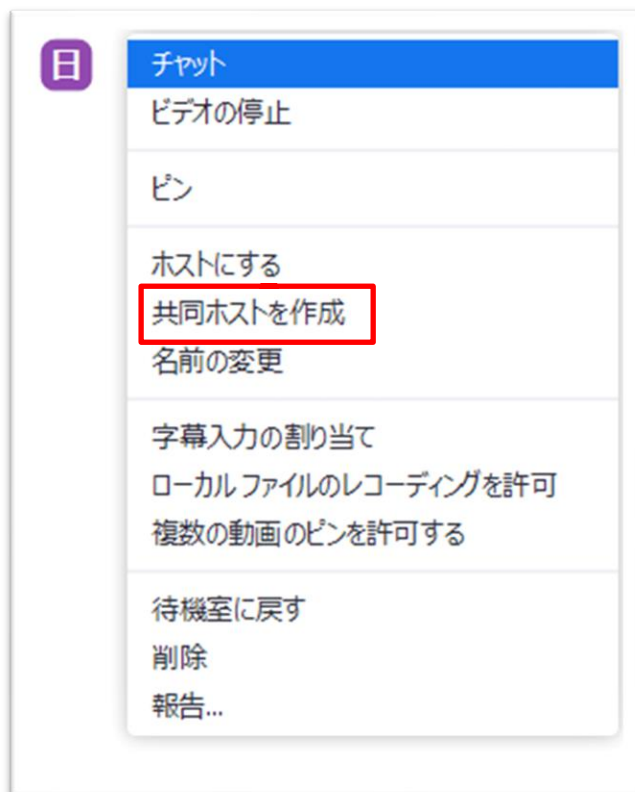 日
チャット
ビデオの停止
ピン
ホストにする
共同ホストを作成
名前の変更
字幕入力の割り当て
ローカル ファイルのレコーディングを許可
複数の動画のピンを許可する
待機室に戻す
削除
報告...